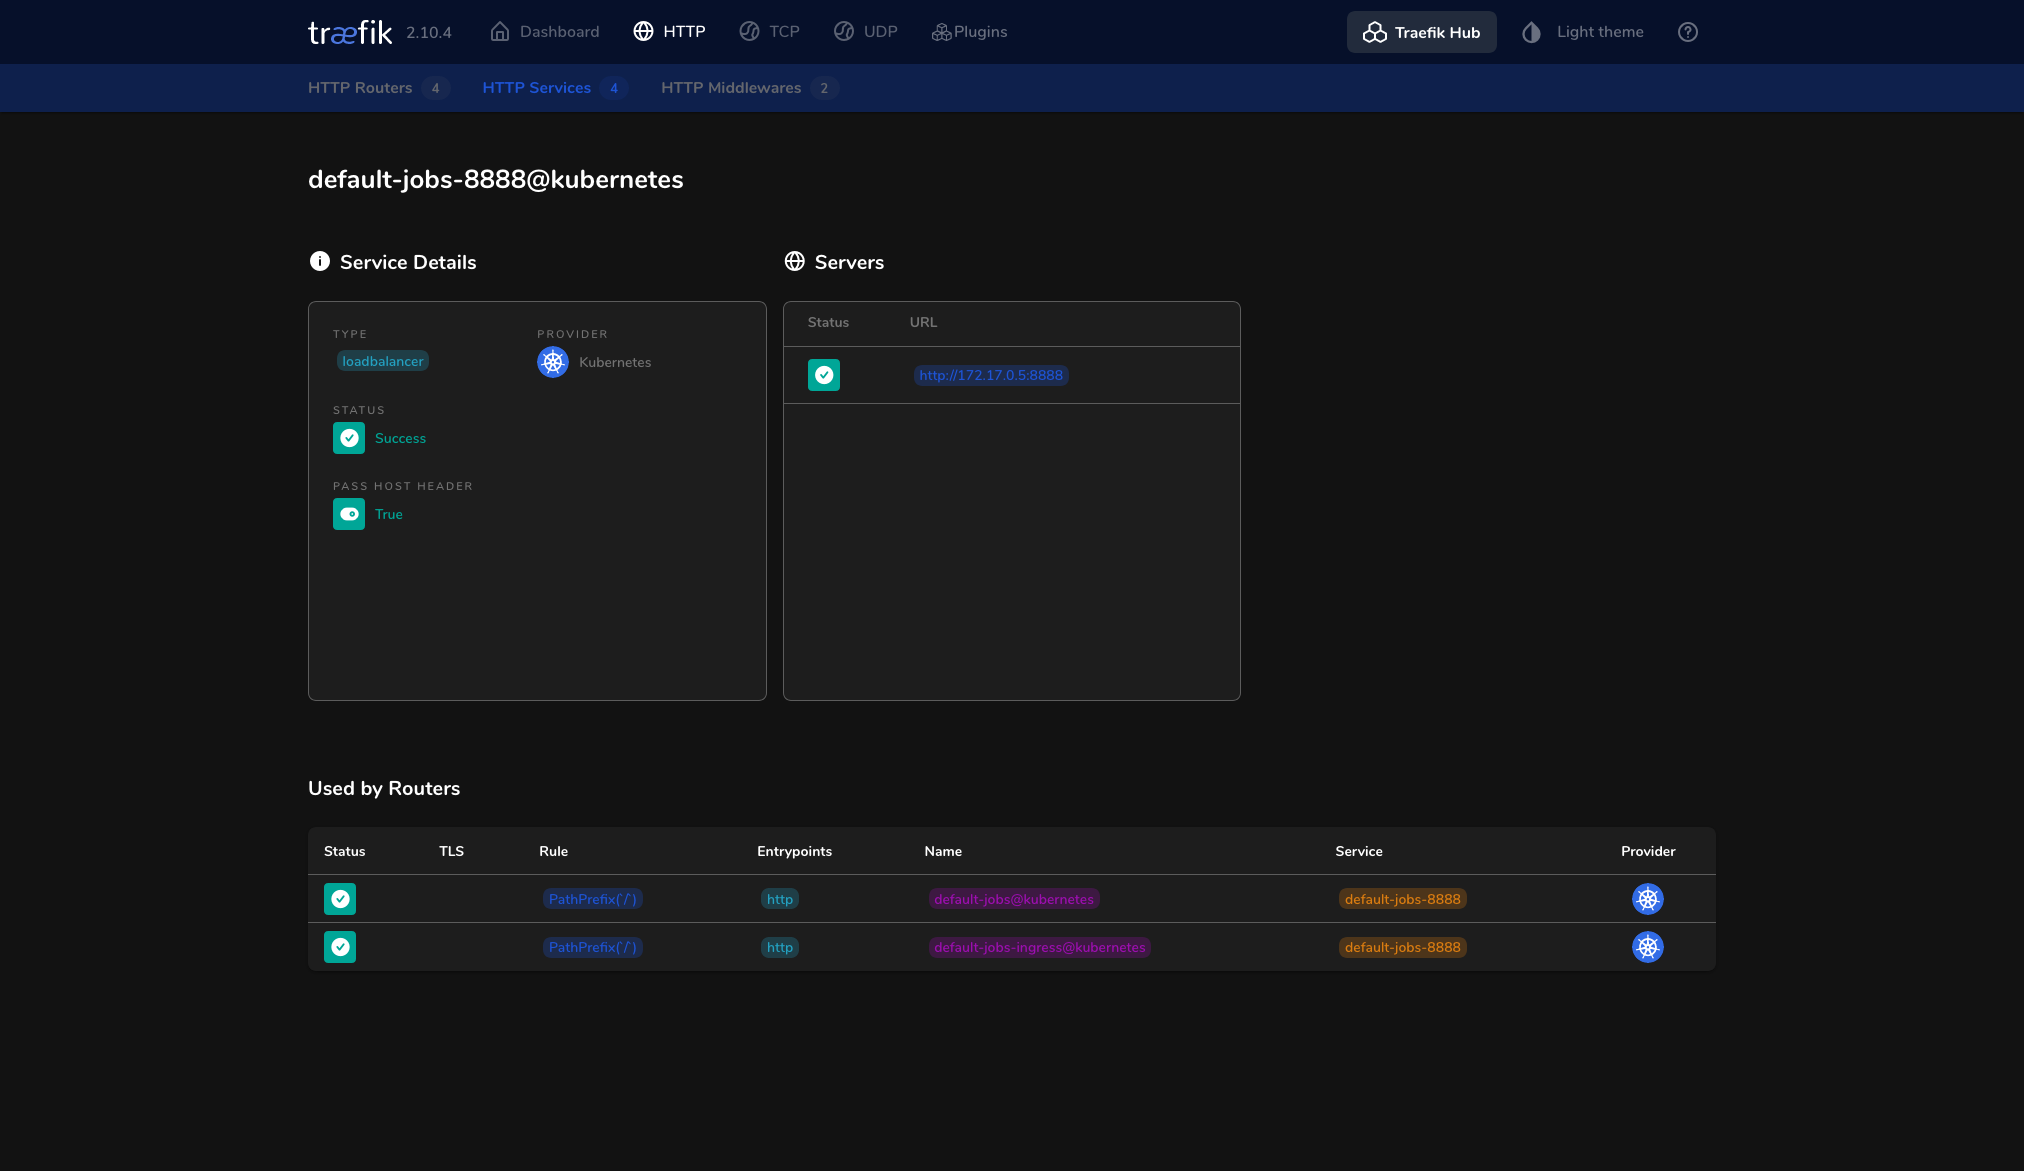 træfik 2.10.4 Dashboard HTTP TCP UDP Plugins Traefik Hub Light theme
HTTP Routers 4 HTTP Services 4 HTTP Middlewares 2
default-jobs-8888@kubernetes
Service Details
TYPE PROVIDER
loadbalancer Kubernetes
STATUS
Success
PASS HOST HEADER
True
Servers
Status URL
http://172.17.0.5:8888
Used by Routers
Status TLS Rule Entrypoints Name Service Provider
PathPrefix(`/`) http default-jobs@kubernetes default-jobs-8888
PathPrefix(`/`) http default-jobs-ingress@kubernetes default-jobs-8888